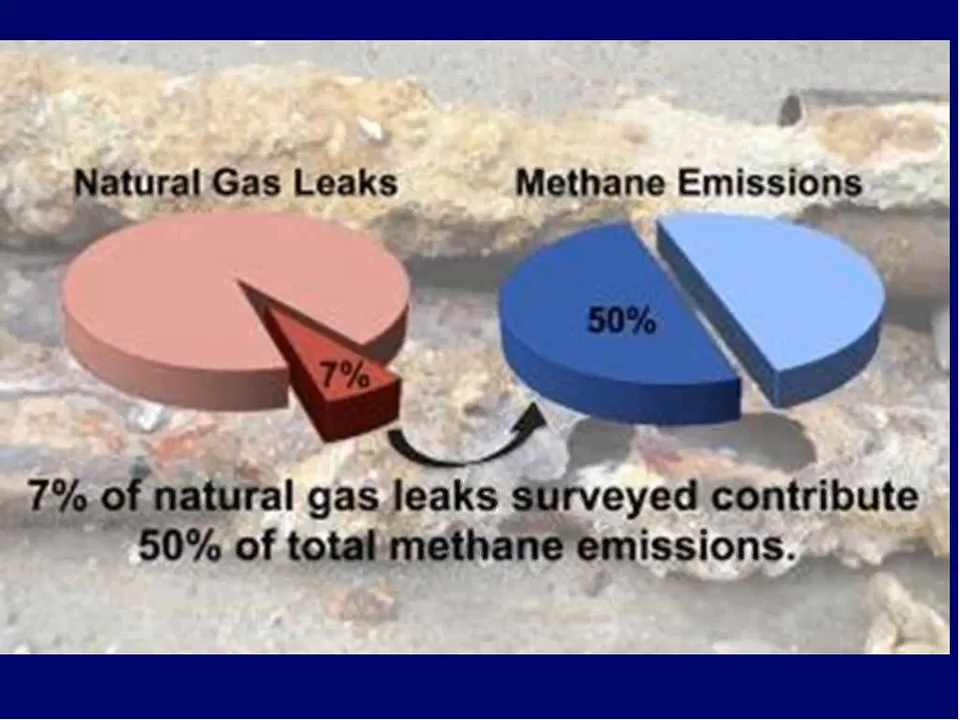 Natural Gas Leaks
Methane Emissions
7%
50%
7% of natural gas leaks surveyed contribute
50% of total methane emissions.